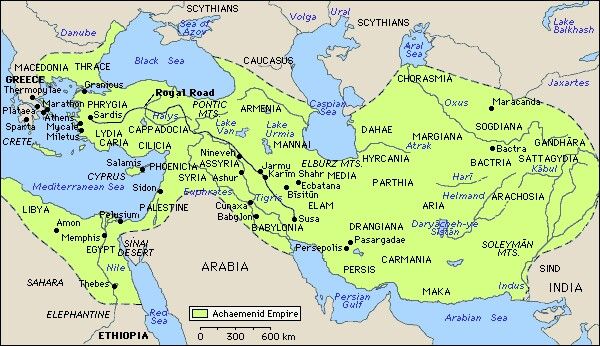 SCYTHIANS
Volga
Ural
SCYTHIANS
Danube
Sea of
Azov
Aral
Sea
Lake
Balkhash
MACEDONIA
THRACE
Black Sea
CAUCASUS
GREECE
Granicus
CHORASMIA
Jaxartes
Thermopylae
Royal Road
Caspian
Sea
Oxus
Maracanda
Marathon
PHRYGIA
PONTIC
MTS.
ARMENIA
Plataea
Athens
Sardis
Halys
Lake
Van
Lake
Urmia
DAHAE
MARGIANA
SOGDIANA
Sparta
Mycale
LYDIA
CAPPADOCIA
Atrak
GANDHĀRA
CRETE
Miletus
CARIA
CILICIA
Nineveh
HYRCANIA
Bactra
Salamis
ASSYRIA
Jarmu
ELBURZ MTS.
BACTRIA
SATTAGYDIA
PHOENICIA
Karim Shahr
MEDIA
Harī
Kābul
CYPRUS
SYRIA
Ashur
Ecbatana
PARTHIA
Mediterranean Sea
Sidon
Euphrates
Tigris
Bīsitūn
Helmand
ARACHOSIA
LIBYA
PALESTINE
Cunaxa
ELAM
ARIA
Pelusium
Babylon
Susa
DRANGIANA
Daryācheh-ye
Sīstān
Amon
BABYLONIA
Memphis
SINAI
DESERT
Pasargadae
SOLEYMĀN
MTS.
EGYPT
Persepolis
CARMANIA
SIND
SAHARA
Nile
ARABIA
PERSIS
Thebes
MAKA
Indus
INDIA
ELEPHANTINE
Red
Sea
Persian
Gulf
Arabian Sea
ETHIOPIA
Achaemenid Empire
0 300 600 km